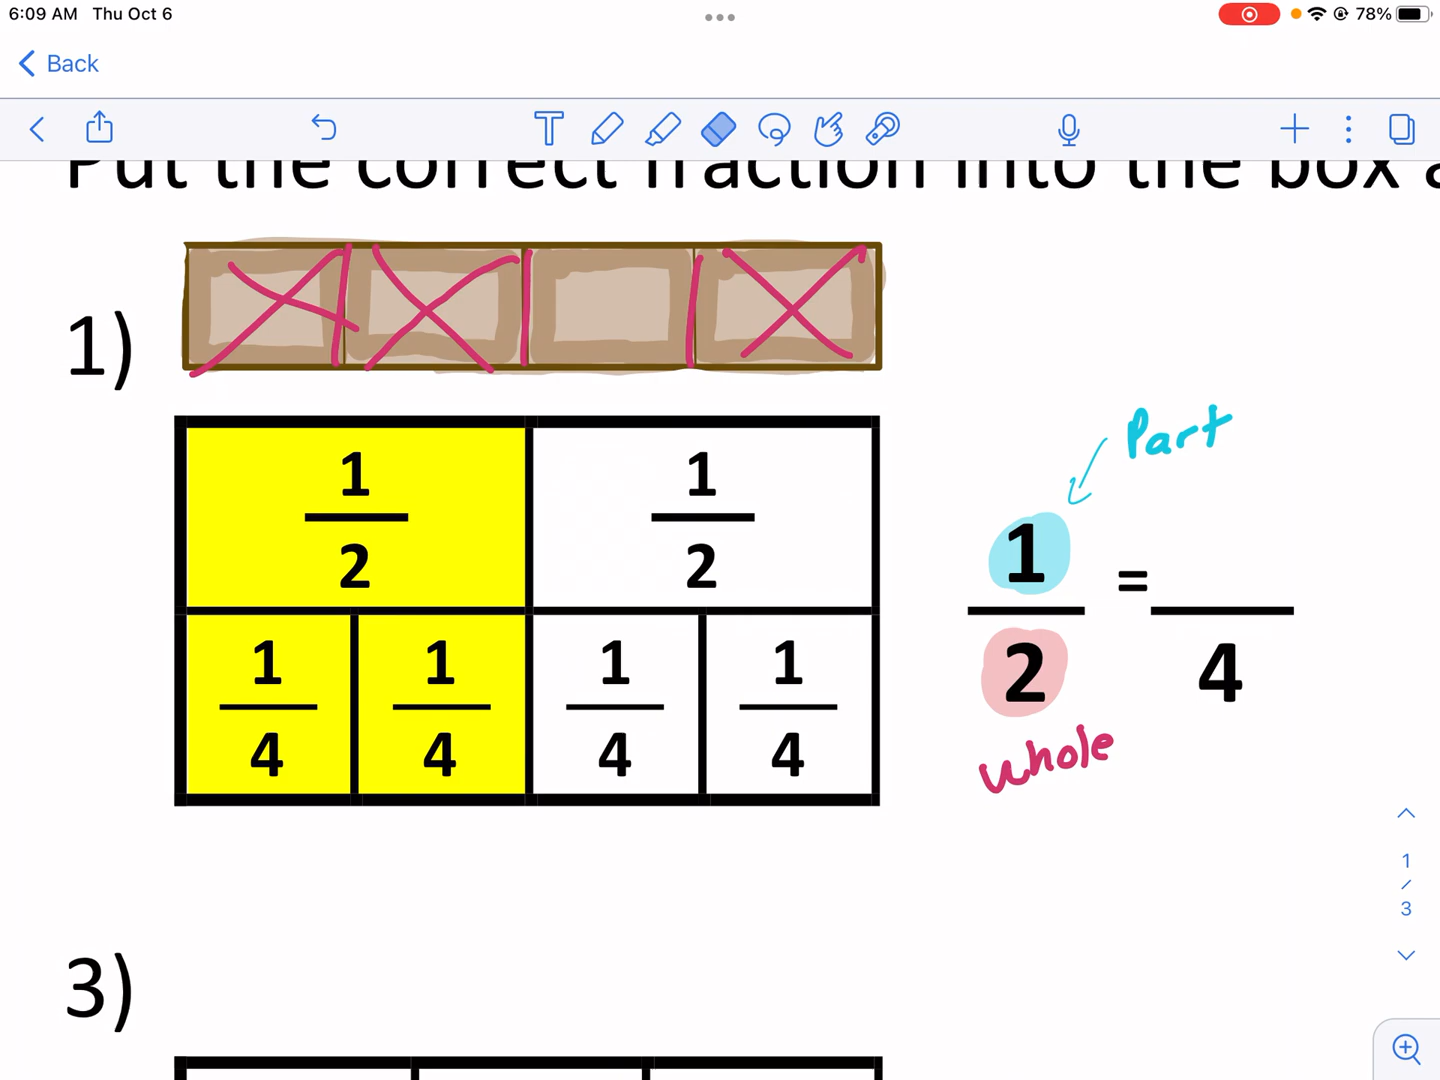 6:09 AM Thu Oct 6
78%
Back
T
Put the correct fraction into the box a
1)
Part
1 1
2 2
1
2
=
4
whole
1 1 1 1
4 4 4 4
1
/
3
3)